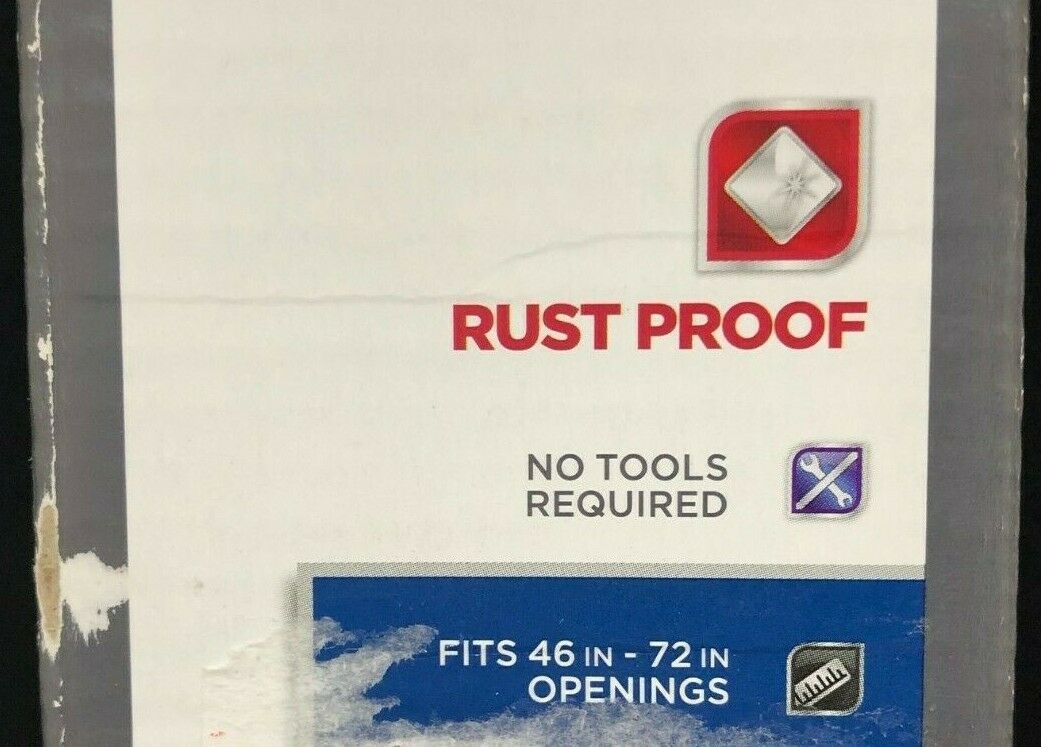 RUST PROOF
NO TOOLS
REQUIRED
FITS 46 IN - 72 IN
OPENINGS